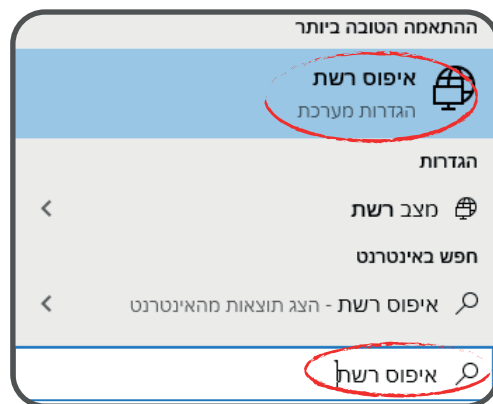 ההתאמה הטובה ביותר
איפוס רשת
הגדרות מערכת
הגדרות
מצב רשת
חפש באינטרנט
איפוס רשת - הצג תוצאות מהאינטרנט
איפוס רשת